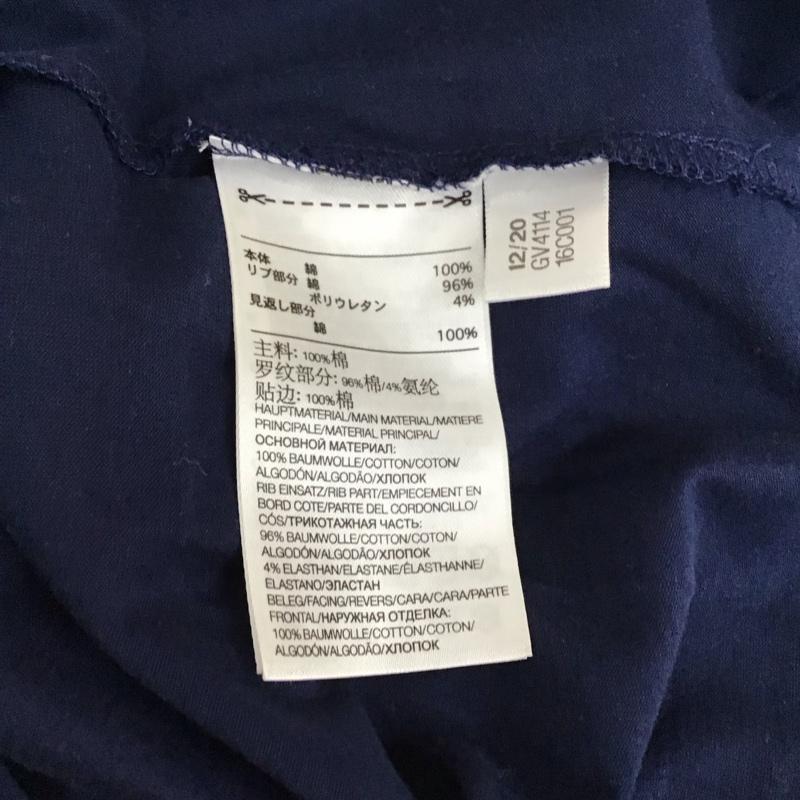 本体 綿 100%
リブ部分 綿 96%
ポリウレタン 4%
見返し部分
綿 100%
主料: 100%棉
罗纹部分: 96%棉/4%氨纶
贴边: 100%棉
HAUPTMATERIAL/MAIN MATERIAL/MATIERE
PRINCIPALE/MATERIAL PRINCIPAL/
ОСНОВНОЙ МАТЕРИАЛ:
100% BAUMWOLLE/COTTON/COTON/
ALGODÓN/ALGODÃO/ХЛОПОК
RIB EINSATZ/RIB PART/EMPIECEMENT EN
BORD COTE/PARTE DEL CORDONCILLO/
CÓS/ТРИКОТАЖНАЯ ЧАСТЬ:
96% BAUMWOLLE/COTTON/COTON/
ALGODÓN/ALGODÃO/ХЛОПОК
4% ELASTHAN/ELASTANE/ÉLASTHANNE/
ELASTANO/ЭЛАСТАН
BELEG/FACING/REVERS/CARA/CARA/PARTE
FRONTAL/НАРУЖНАЯ ОТДЕЛКА:
100% BAUMWOLLE/COTTON/COTON/
ALGODÓN/ALGODÃO/ХЛОПОК
12/20
GV4114
16C001